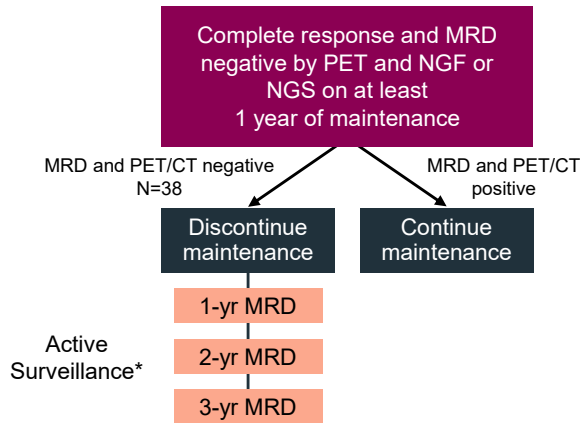 Complete response and MRD
negative by PET and NGF or
NGS on at least
1 year of maintenance
MRD and PET/CT negative
N=38
MRD and PET/CT
positive
Discontinue
maintenance
Continue
maintenance
1-yr MRD
Active
Surveillance*
2-yr MRD
3-yr MRD